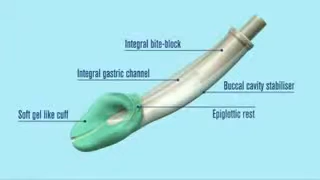 Integral bite-block
Integral gastric channel
Buccal cavity stabiliser
Soft gel like cuff
Epiglottic rest